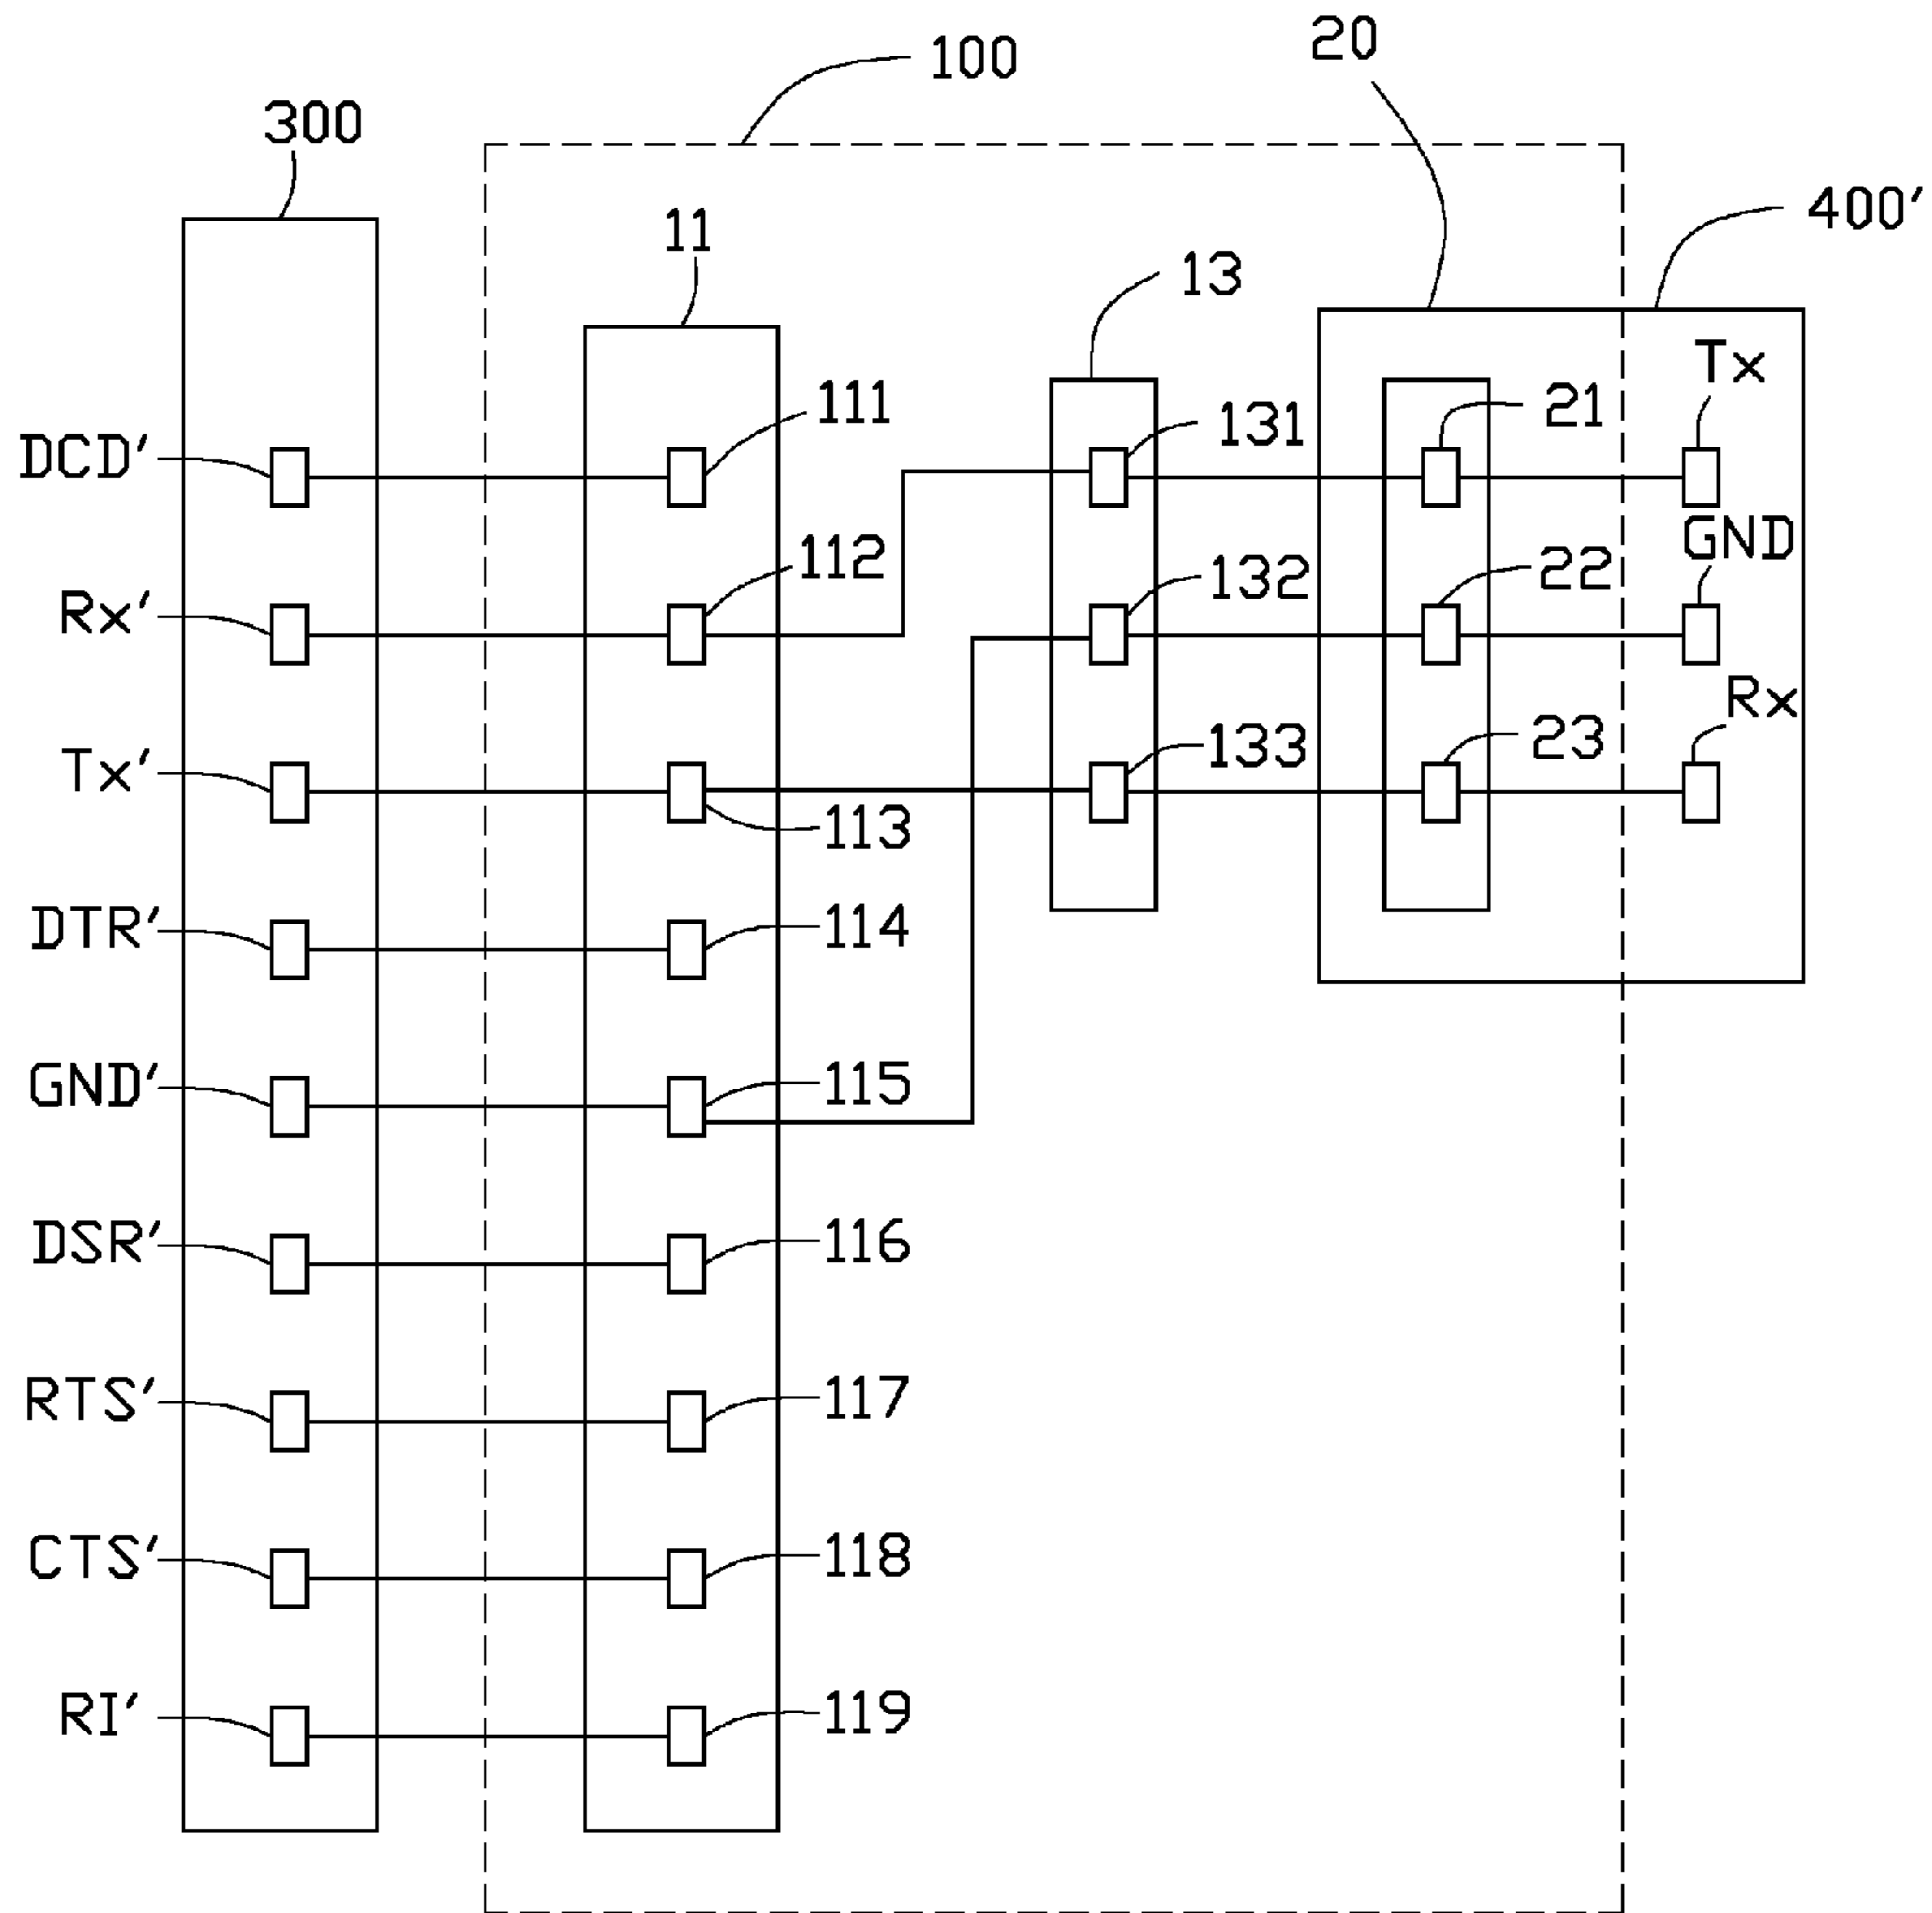 20
100
300
400'
11
13
Tx
111
21
131
DCD'
GND
112
22
132
Rx'
Rx
23
133
Tx'
113
DTR'
114
GND'
115
DSR'
116
RTS'
117
CTS'
118
RI'
119